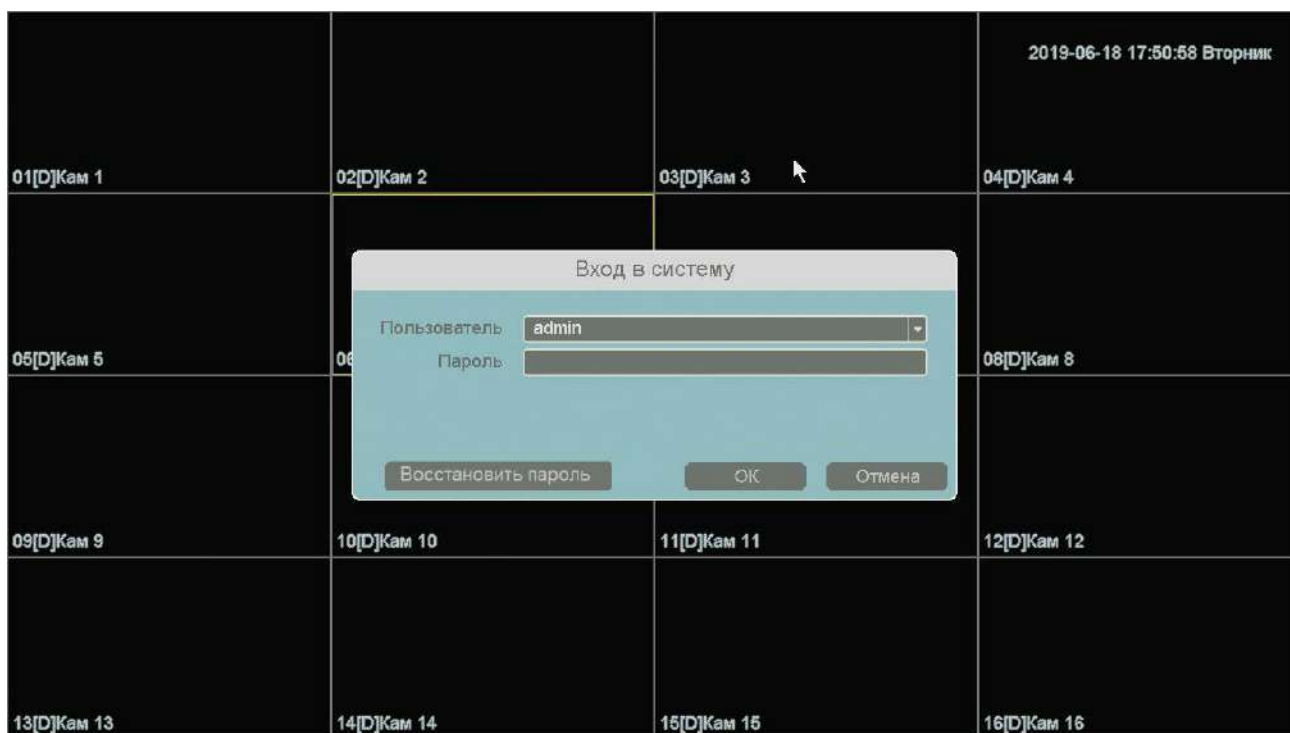 2019-06-18 17:50:58 Вторник
01[D]Кам 1
02[D]Кам 2
03[D]Кам 3
04[D]Кам 4
Вход в систему
Пользователь admin
Пароль
05[D]Кам 5
06
08[D]Кам 8
Восстановить пароль
OK
Отмена
09[D]Кам 9
10[D]Кам 10
11[D]Кам 11
12[D]Кам 12
13[D]Кам 13
14[D]Кам 14
15[D]Кам 15
16[D]Кам 16